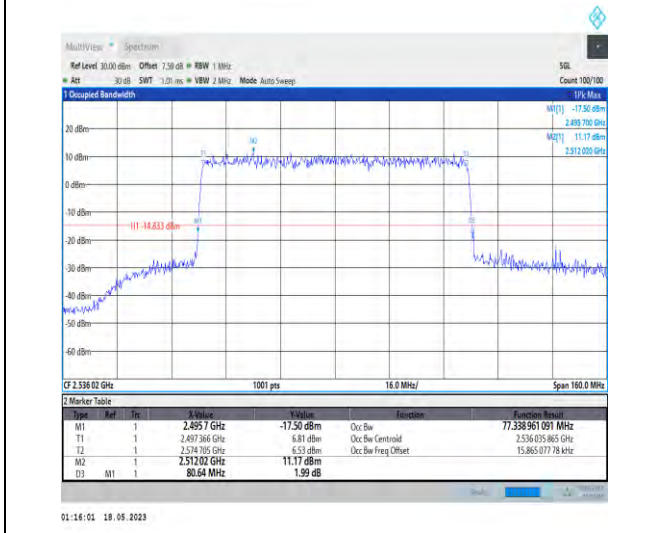 MultiView Spectrum
Ref Level 30.00 dBm Offset 7.59 dB RBW 1 MHz SGL
Att 30 dB SWT 1.01 ms VBW 2 MHz Mode Auto Sweep Count 100/100
1 Occupied Bandwidth 1Pk Max
M1[1] -17.50 dBm
2.495 700 GHz
M2[1] 11.17 dBm
2.512 020 GHz
20 dBm
M2
10 dBm
T1
0 dBm
-10 dBm
H1 -14.833 dBm
M1
-20 dBm
-30 dBm
-40 dBm
-50 dBm
-60 dBm
CF 2.536 02 GHz 1001 pts 16.0 MHz/ Span 160.0 MHz
2 Marker Table
Type Ref Trc X-Value Y-Value Function Function Result
M1 1 2.495 7 GHz -17.50 dBm Occ Bw 77.338 961 091 MHz
T1 1 2.497 366 GHz 6.81 dBm Occ Bw Centroid 2.536 035 865 GHz
T2 1 2.574 705 GHz 6.53 dBm Occ Bw Freq Offset 15.865 077 78 kHz
M2 1 2.512 02 GHz 11.17 dBm
D3 M1 1 80.64 MHz 1.99 dB
01:16:01 18.05.2023